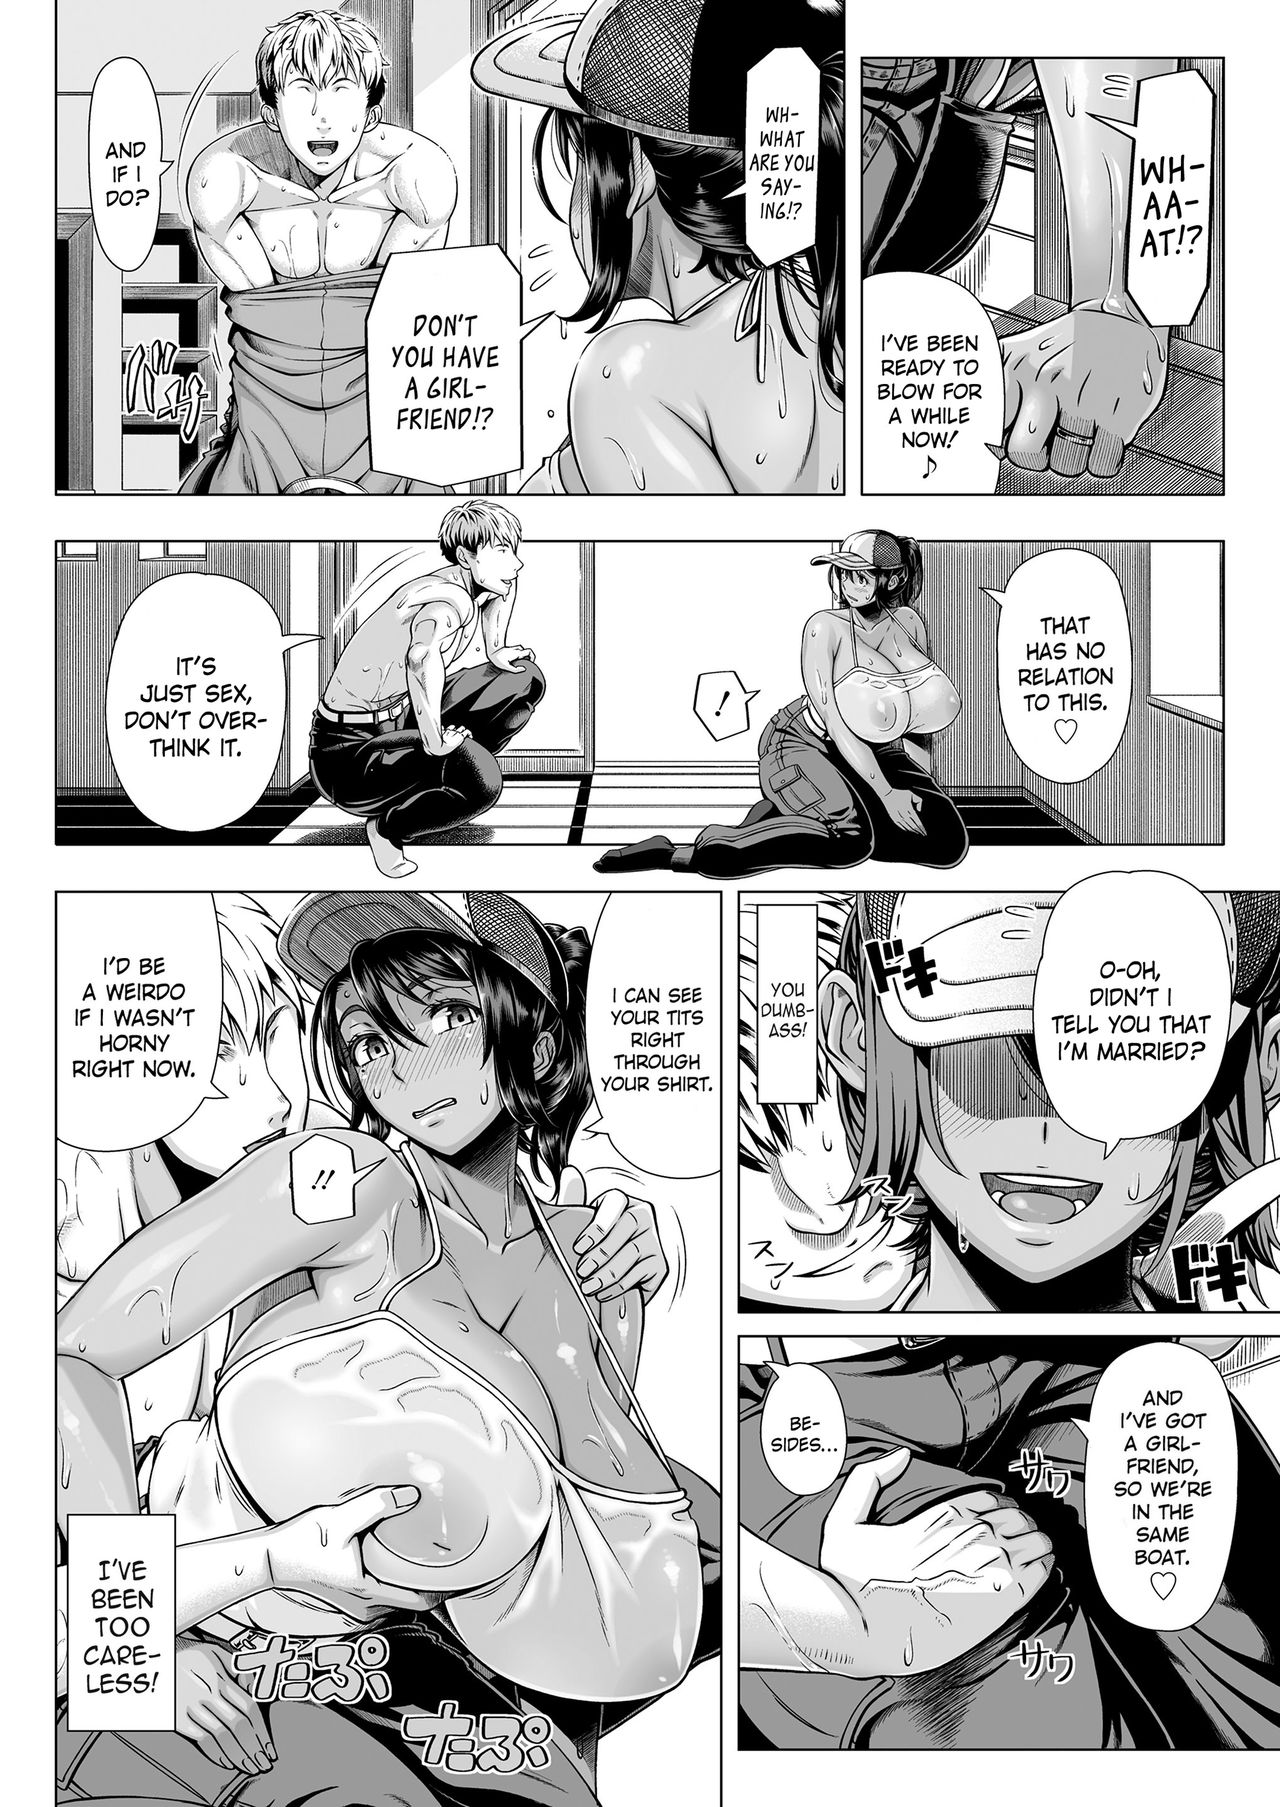 WH-
AA-
AT!?
I'VE BEEN
READY TO
BLOW FOR
A WHILE
NOW!
♪
WH-
WHAT
ARE YOU
SAY-
ING!?
DON'T
YOU HAVE
A GIRL-
FRIEND!?
AND
IF I
DO?
THAT
HAS NO
RELATION
TO THIS.
♡
!
IT'S
JUST SEX,
DON'T OVER-
THINK IT.
O-OH,
DIDN'T I
TELL YOU THAT
I'M MARRIED?
YOU
DUMB-
ASS!
ドキ
スン
ス
ドキ
AND
I'VE GOT
A GIRL-
FRIEND,
SO WE'RE
IN THE
SAME
BOAT.
♡
BE-
SIDES...
サワ
サワ
I CAN SEE
YOUR TITS
RIGHT
THROUGH
YOUR SHIRT.
I'D BE
A WEIRDO
IF I WASN'T
HORNY
RIGHT NOW.
!!
I'VE
BEEN
TOO
CARE-
LESS!
たぷ
たぷ